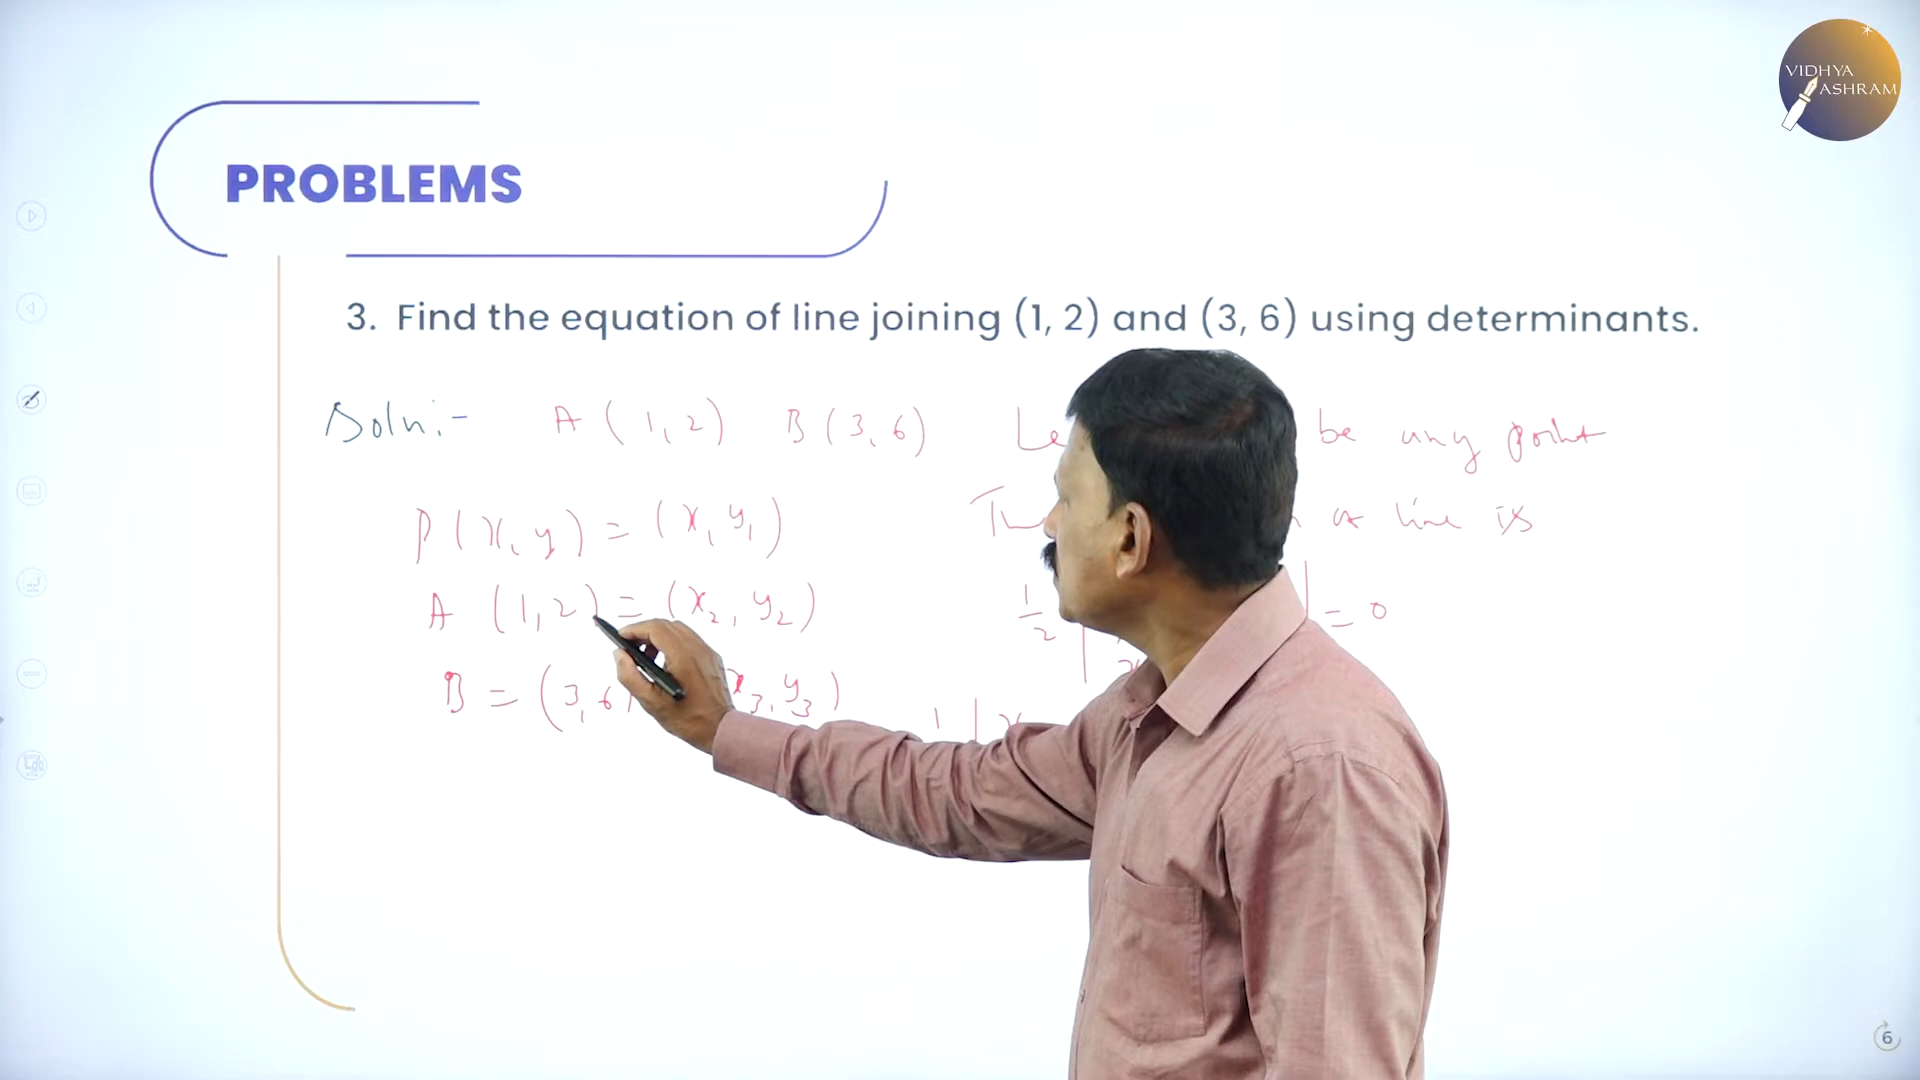 VIDHYA
ASHRAM
PROBLEMS
3. Find the equation of line joining (1, 2) and (3, 6) using determinants.
Soln:- A (1, 2) B (3, 6) be any point
P(x, y) = (x, y₁) line is
A (1, 2) = (x₂, y₂) 1/2 = 0
B = (3, 6) x₃, y₃)
6